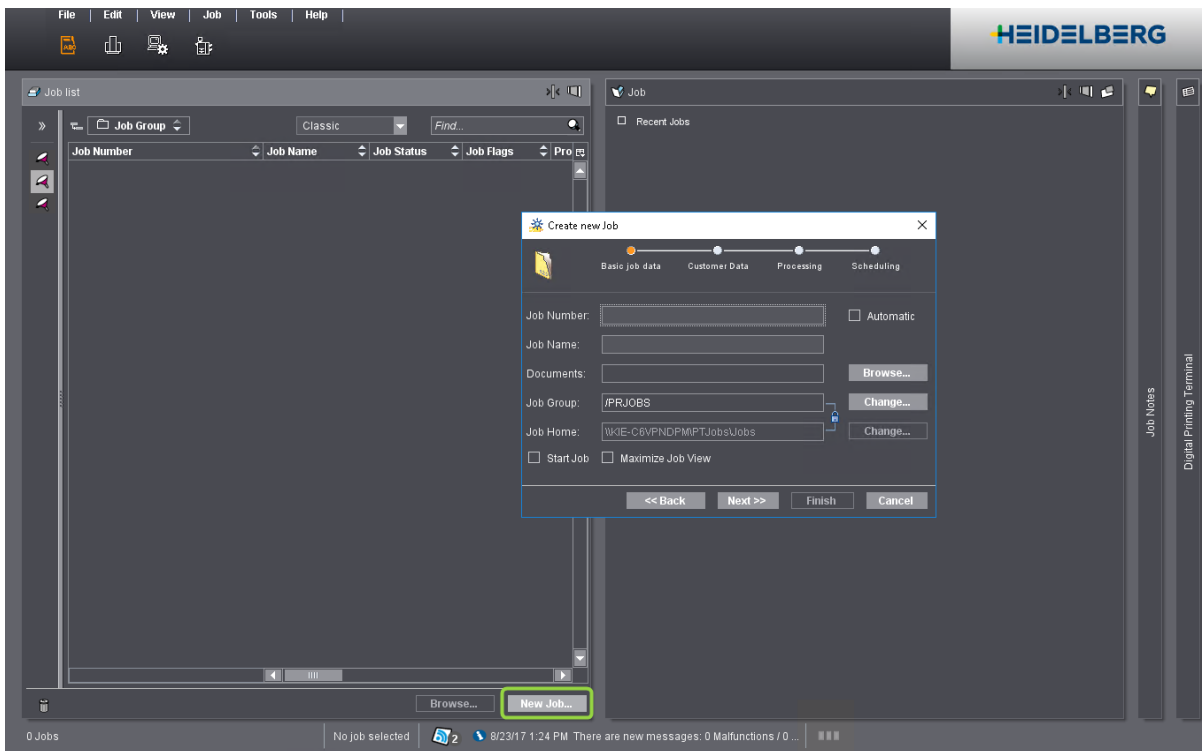 File | Edit | View | Job | Tools | Help |
HEIDELBERG
Job list
Job
Job Group
Classic
Find...
Recent Jobs
Job Number
Job Name
Job Status
Job Flags
Pro
Create new Job
Basic job data
Customer Data
Processing
Scheduling
Job Number:
Automatic
Job Name:
Documents:
Browse...
Job Group:
/PRJOBS
Change...
Job Home:
\\KIE-C6VPNDPM\PTJobs\Jobs
Change...
Start Job
Maximize Job View
<< Back
Next >>
Finish
Cancel
Job Notes
Digital Printing Terminal
Browse...
New Job...
0 Jobs
No job selected
2
8/23/17 1:24 PM There are new messages: 0 Malfunctions / 0 ...